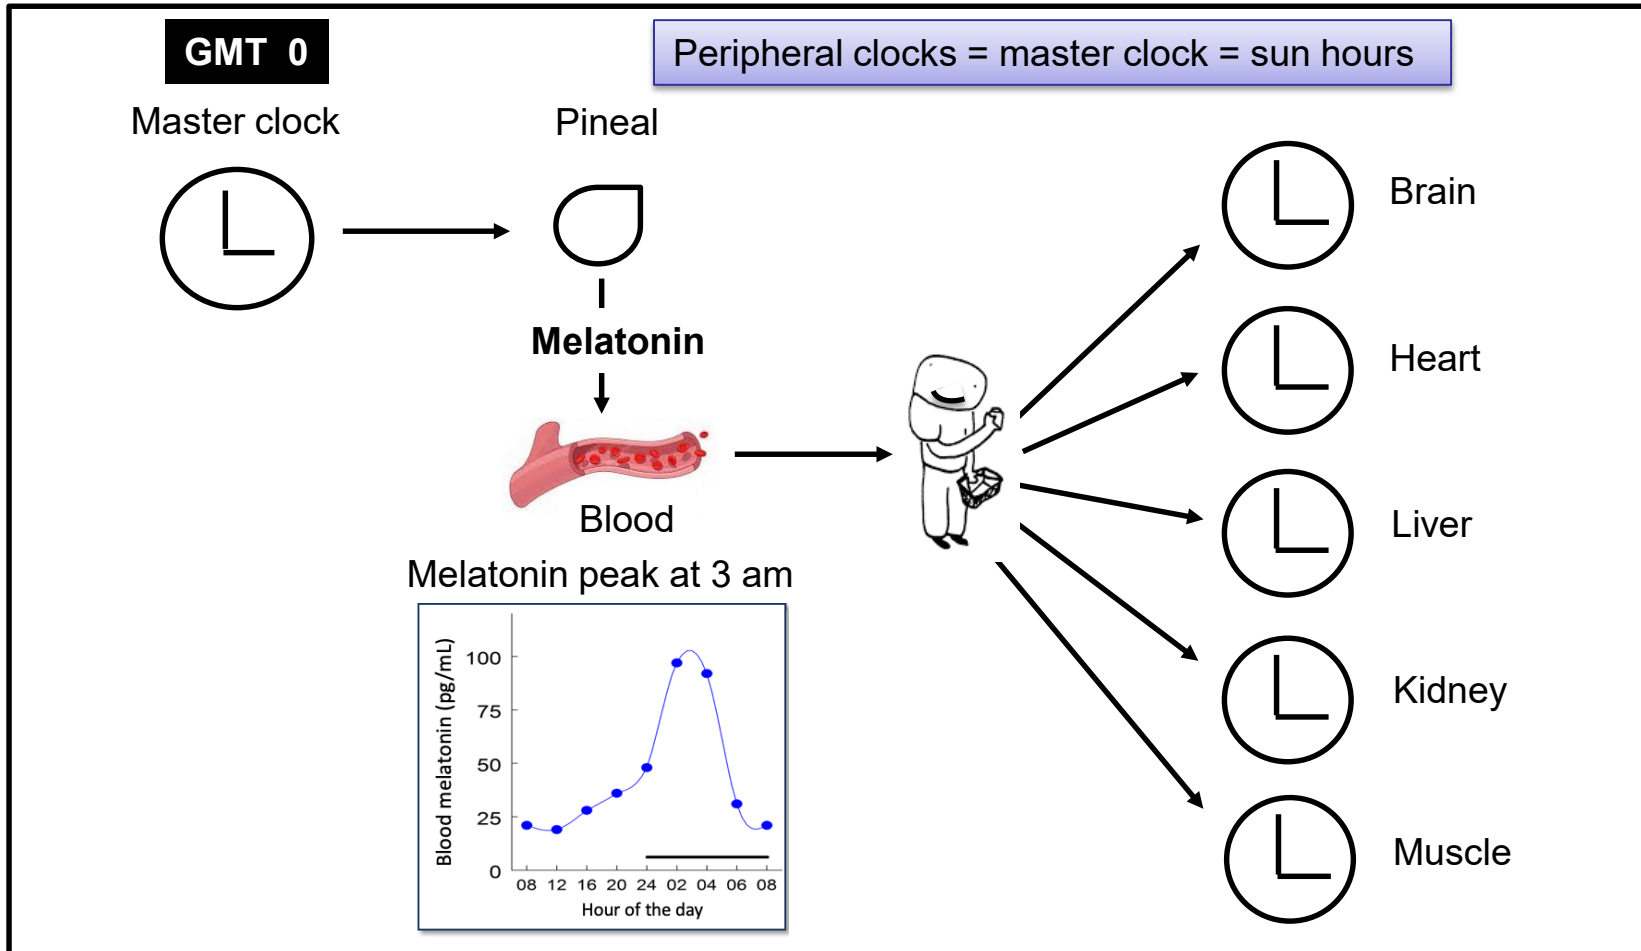 GMT 0
Peripheral clocks = master clock = sun hours
Master clock
Pineal
Melatonin
Blood
Melatonin peak at 3 am
Blood melatonin (pg/mL)
100
75
50
25
0
08 12 16 20 24 02 04 06 08
Hour of the day
Brain
Heart
Liver
Kidney
Muscle